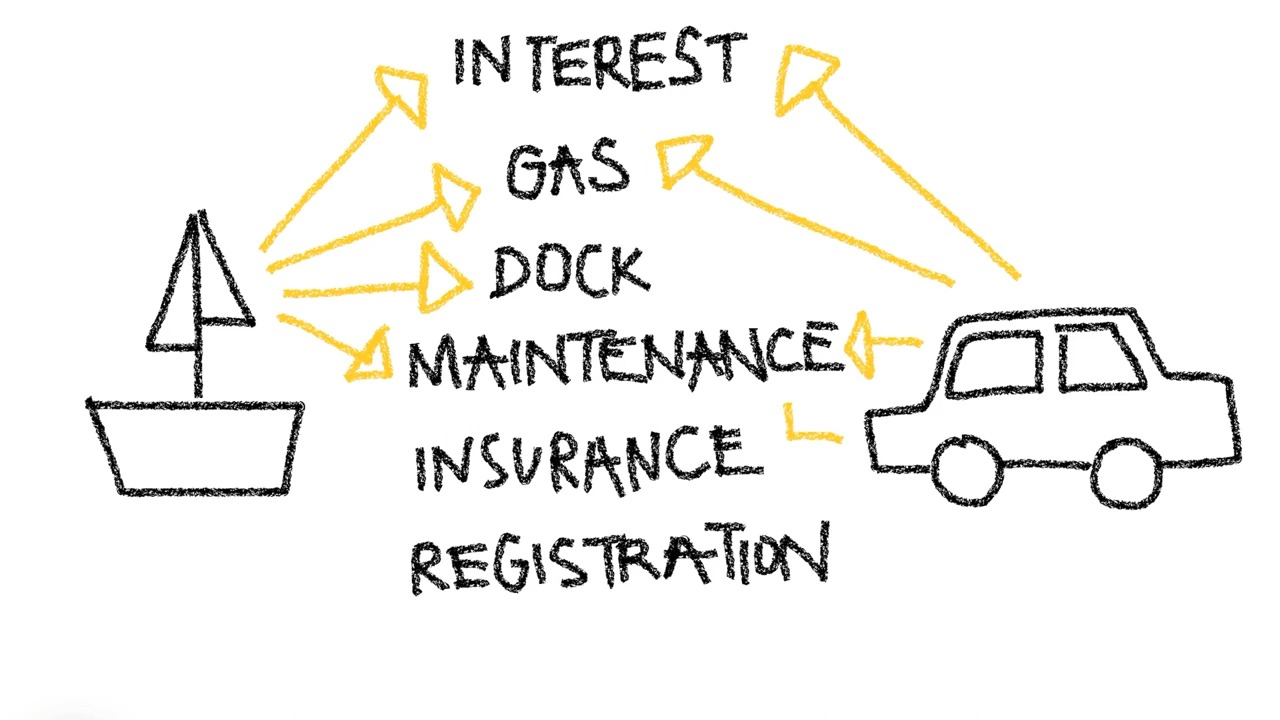 INTEREST
GAS
DOCK
MAINTENANCE
INSURANCE
REGISTRATION